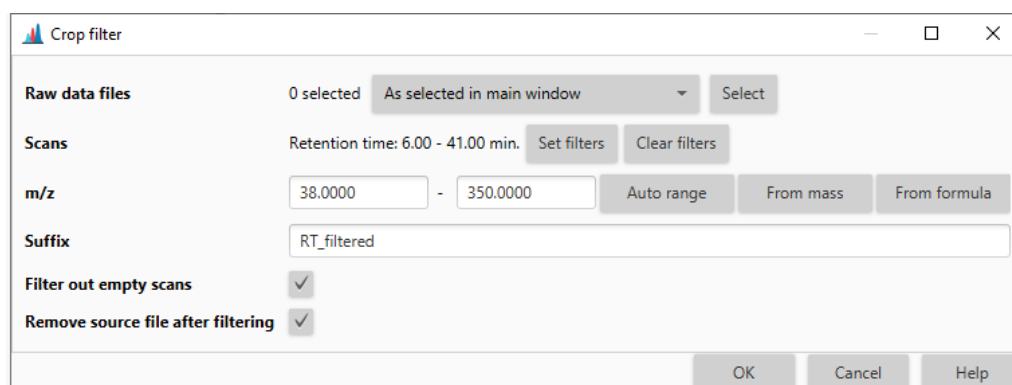 Crop filter
Raw data files 0 selected As selected in main window Select
Scans Retention time: 6.00 - 41.00 min. Set filters Clear filters
m/z 38.0000 - 350.0000 Auto range From mass From formula
Suffix RT_filtered
Filter out empty scans
Remove source file after filtering
OK Cancel Help